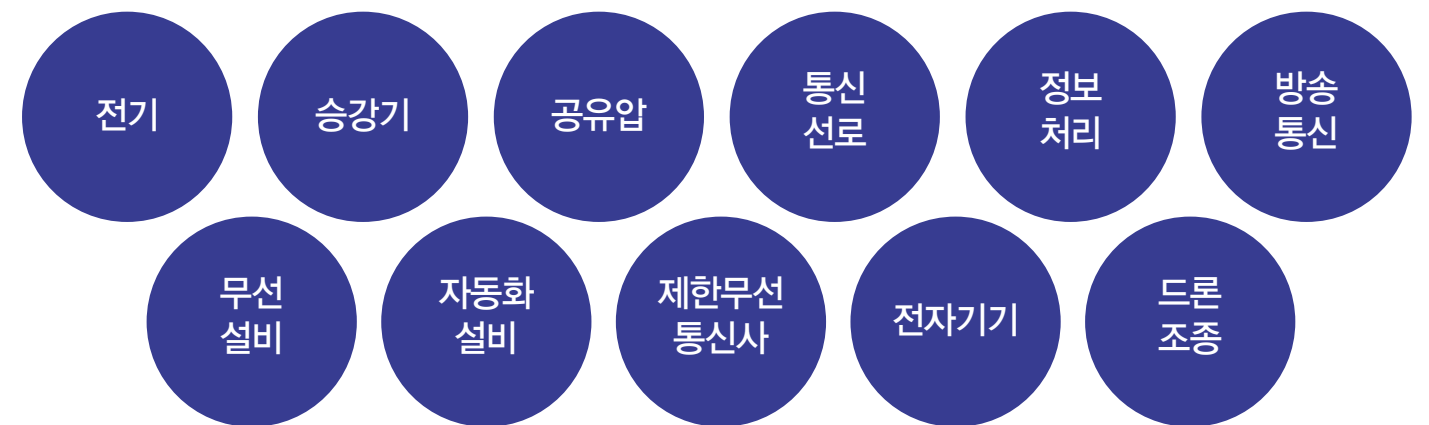 전기
승강기
공유압
통신
선로
정보
처리
방송
통신
무선
설비
자동화
설비
제한무선
통신사
전자기기
드론
조종